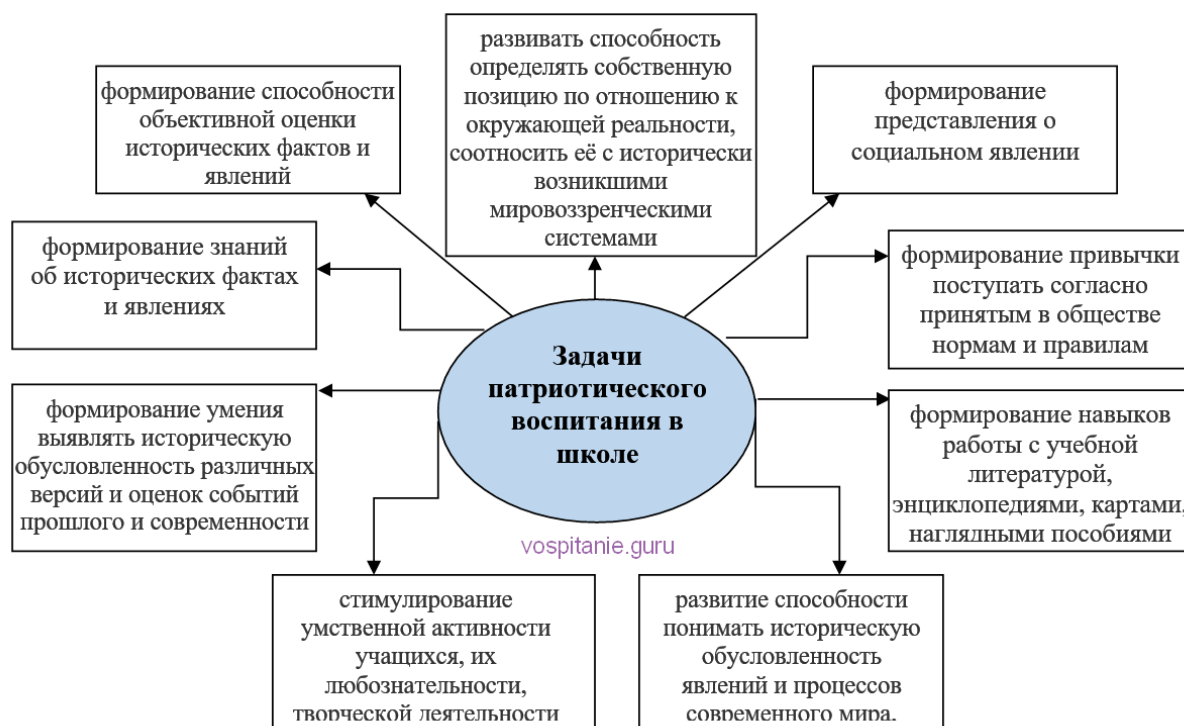 развивать способность
определять собственную
позицию по отношению к
окружающей реальности,
соотносить её с исторически
возникшими
мировоззренческими
системами
формирование способности
объективной оценки
исторических фактов и
явлений
формирование
представления о
социальном явлении
формирование знаний
об исторических фактах
и явлениях
формирование привычки
поступать согласно
принятым в обществе
нормам и правилам
Задачи
патриотического
воспитания в
школе
формирование умения
выявлять историческую
обусловленность различных
версий и оценок событий
прошлого и современности
формирование навыков
работы с учебной
литературой,
энциклопедиями, картами,
наглядными пособиями
vospitanie.guru
стимулирование
умственной активности
учащихся, их
любознательности,
творческой деятельности
развитие способности
понимать историческую
обусловленность
явлений и процессов
современного мира.